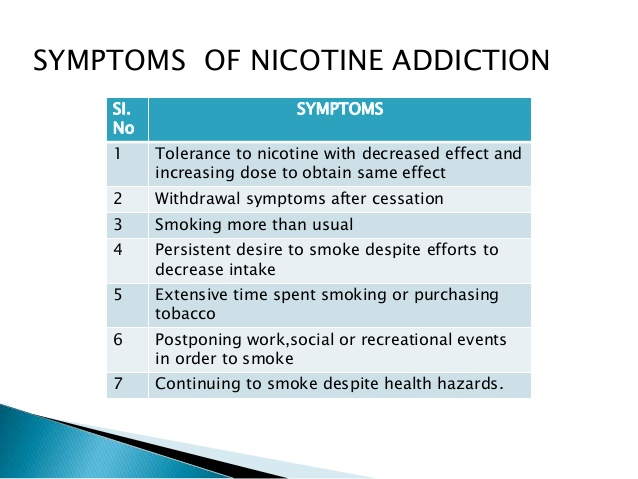 SYMPTOMS  OF NICOTINE ADDICTION
Sl.
No
SYMPTOMS
1
Tolerance to nicotine with decreased effect and
increasing dose to obtain same effect
2
Withdrawal symptoms after cessation
3
Smoking more than usual
4
Persistent desire to smoke despite efforts to
decrease intake
5
Extensive time spent smoking or purchasing
tobacco
6
Postponing work,social or recreational events
in order to smoke
7
Continuing to smoke despite health hazards.